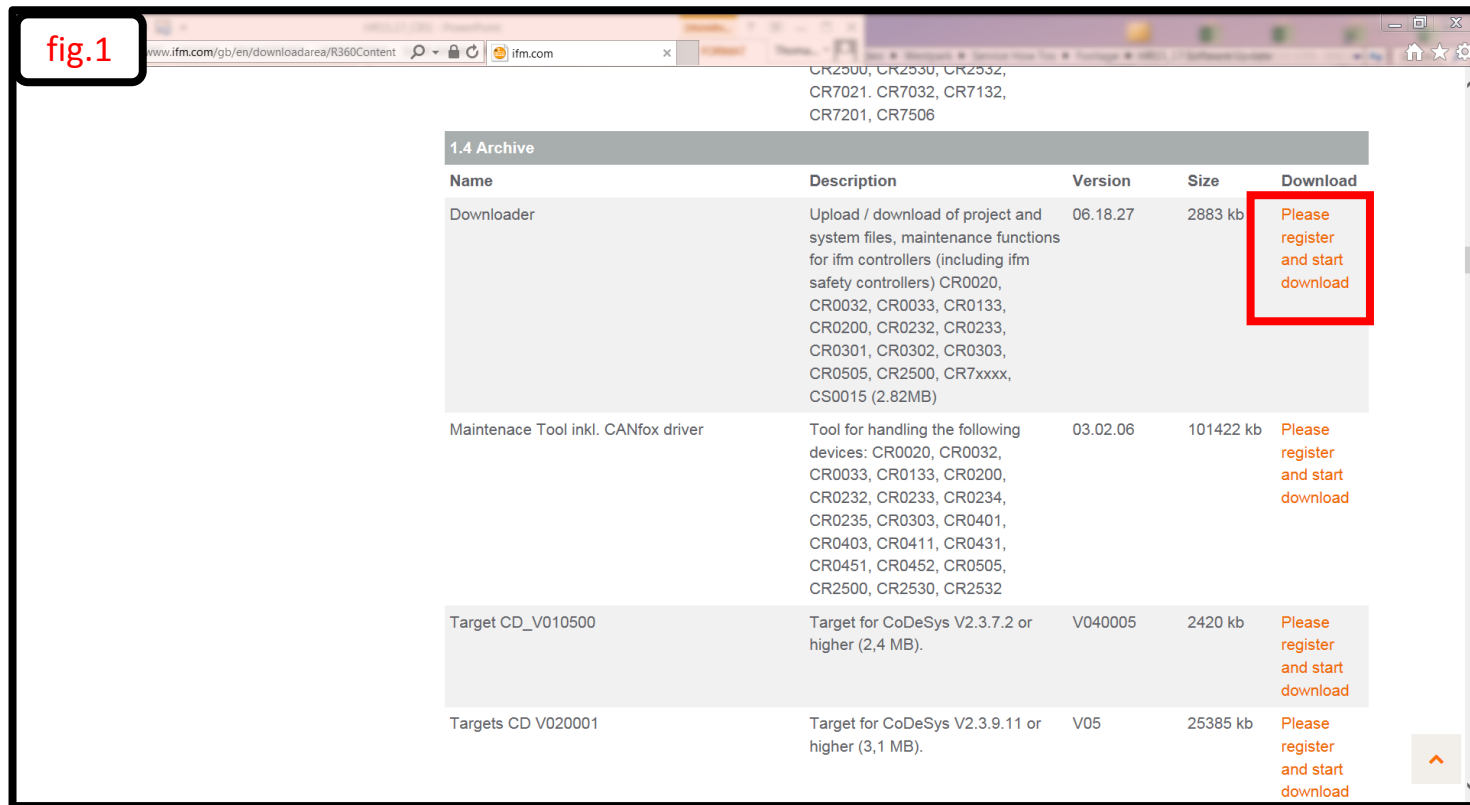 fig.1
www.ifm.com/gb/en/downloadarea/R360Content
ifm.com
CR2500, CR2530, CR2532,
CR7021. CR7032, CR7132,
CR7201, CR7506
1.4 Archive
Name Description Version Size Download
Downloader Upload / download of project and 06.18.27 2883 kb Please
system files, maintenance functions register
for ifm controllers (including ifm and start
safety controllers) CR0020, download
CR0032, CR0033, CR0133,
CR0200, CR0232, CR0233,
CR0301, CR0302, CR0303,
CR0505, CR2500, CR7xxxx,
CS0015 (2.82MB)
Maintenace Tool inkl. CANfox driver Tool for handling the following 03.02.06 101422 kb Please
devices: CR0020, CR0032, register
CR0033, CR0133, CR0200, and start
CR0232, CR0233, CR0234, download
CR0235, CR0303, CR0401,
CR0403, CR0411, CR0431,
CR0451, CR0452, CR0505,
CR2500, CR2530, CR2532
Target CD_V010500 Target for CoDeSys V2.3.7.2 or V040005 2420 kb Please
higher (2,4 MB). register
and start
download
Targets CD V020001 Target for CoDeSys V2.3.9.11 or V05 25385 kb Please
higher (3,1 MB). register
and start
download